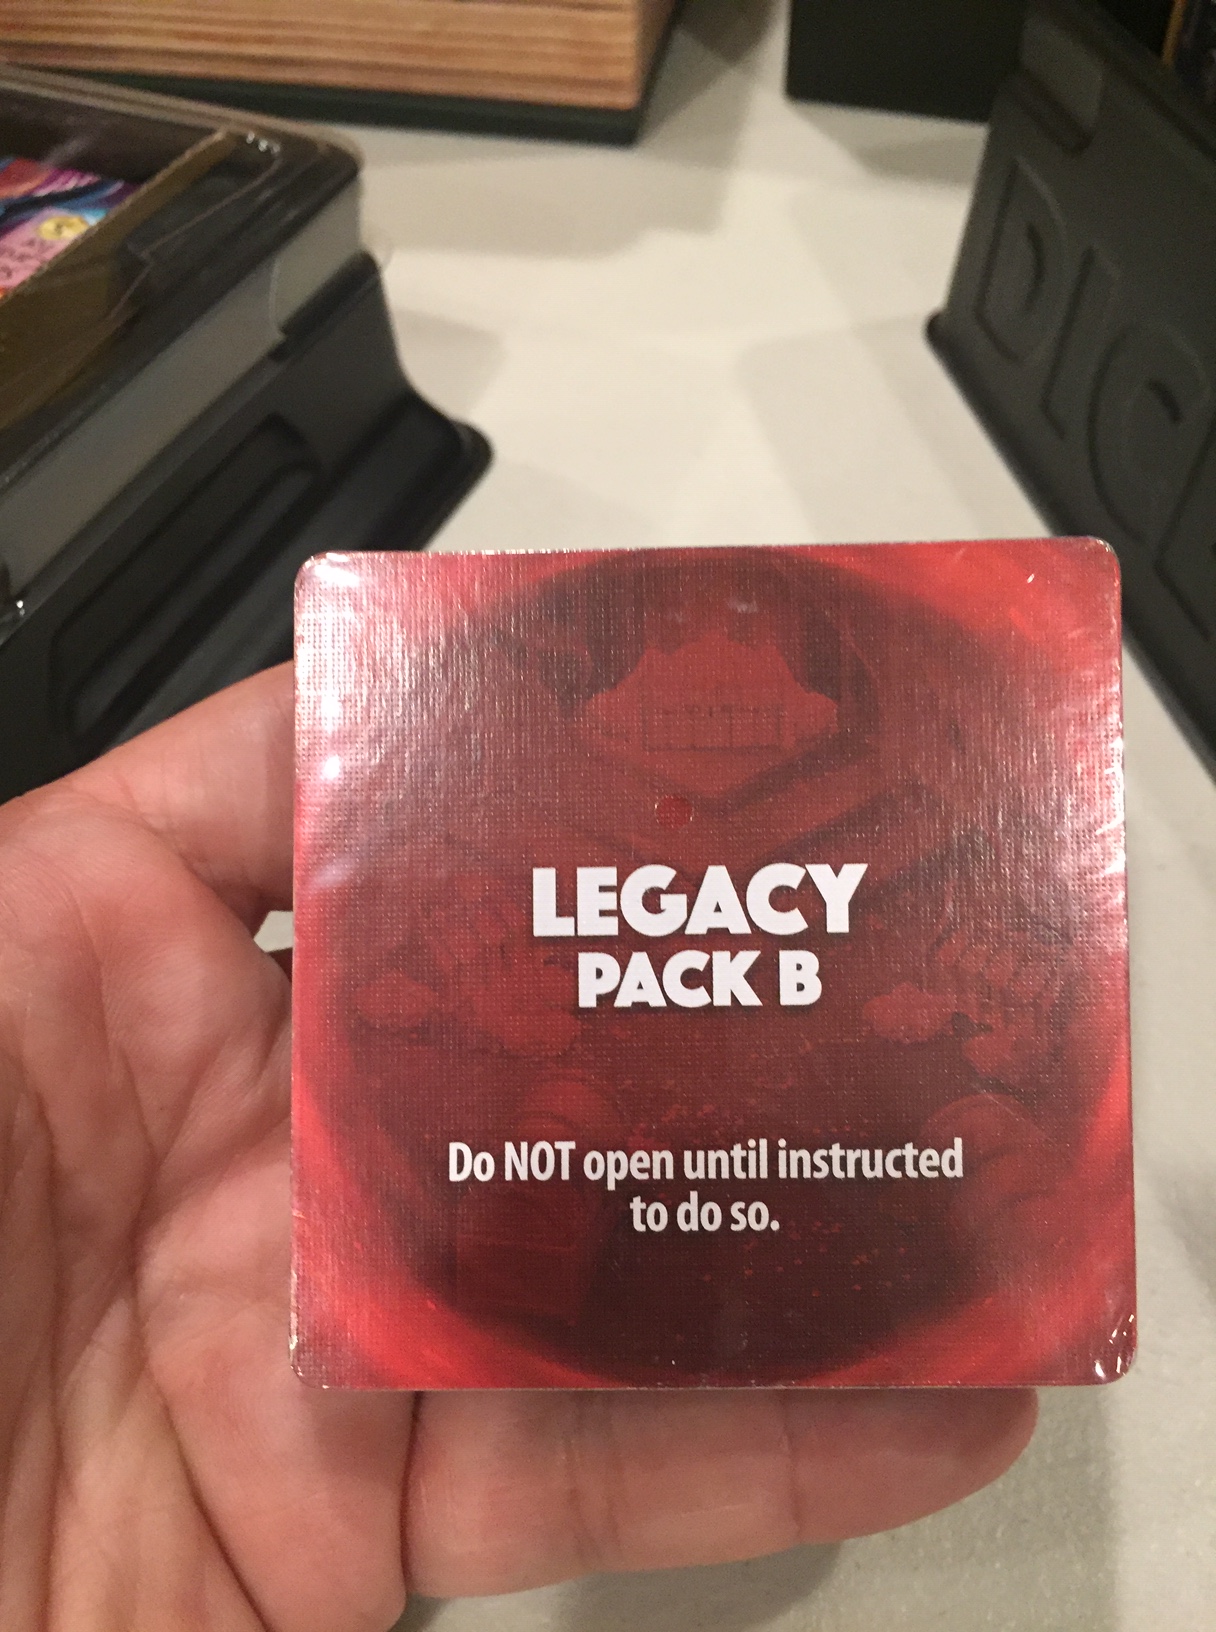 LEGACY
PACK B
Do NOT open until instructed
to do so.